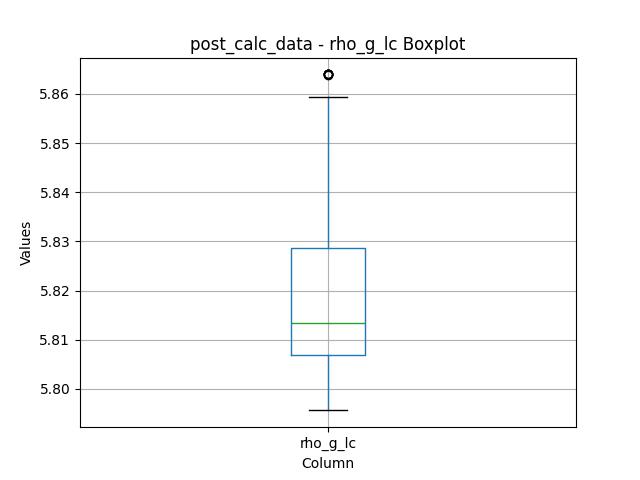 post_calc_data - rho_g_lc Boxplot
5.86
5.85
5.84
5.83
5.82
5.81
5.80
Values
rho_g_lc
Column